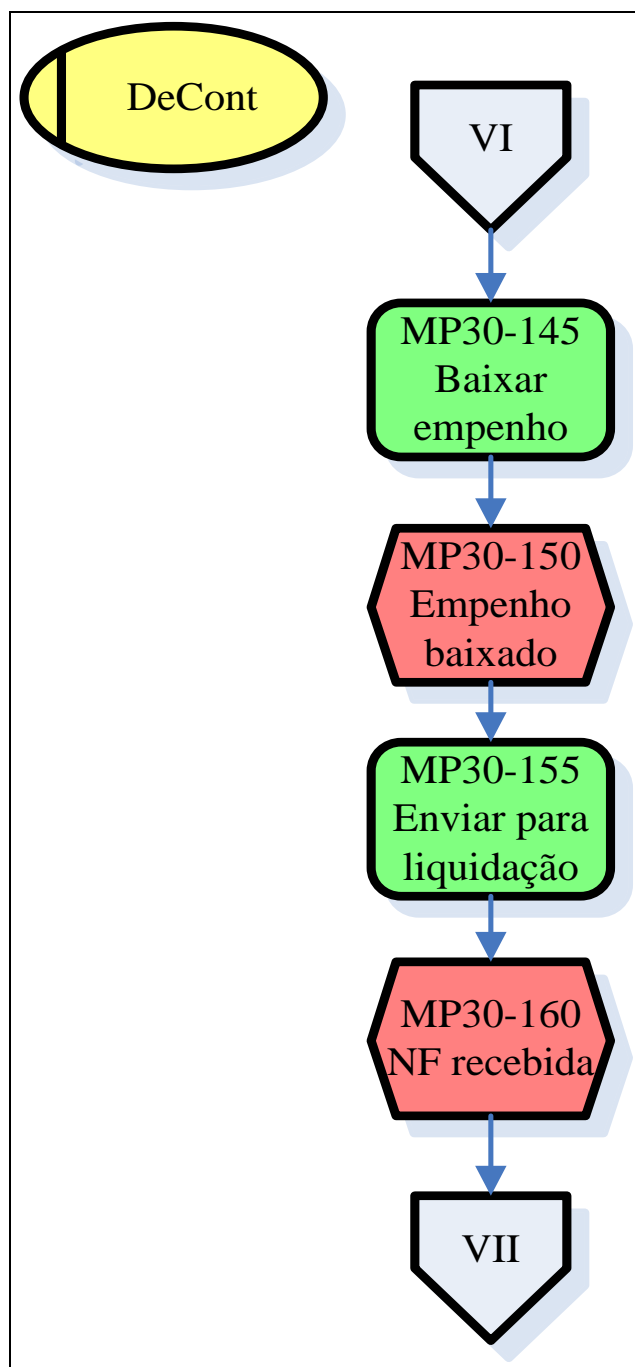 DeCont
VI
MP30-145
Baixar
empenho
MP30-150
Empenho
baixado
MP30-155
Enviar para
liquidação
MP30-160
NF recebida
VII